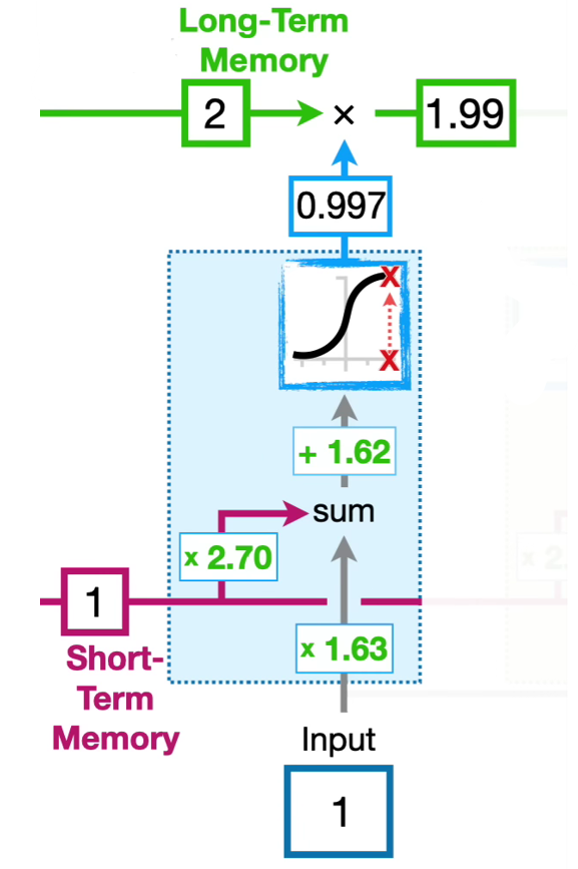 Long-Term
Memory
2
×
1.99
0.997
X
X
+ 1.62
sum
x 2.70
1
x 1.63
Short-
Term
Memory
Input
1